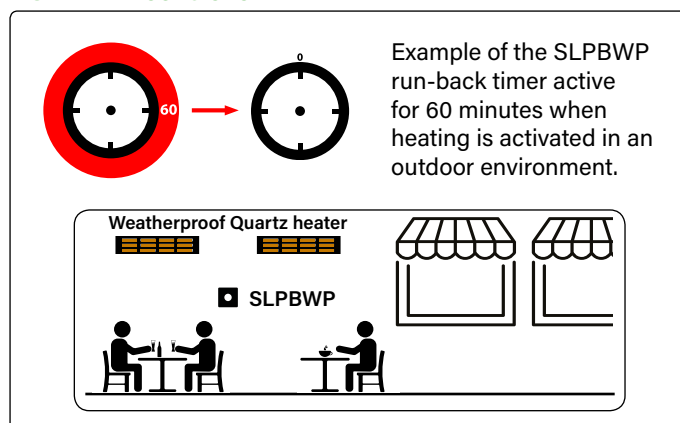 60
0
Example of the SLPBWP
run-back timer active
for 60 minutes when
heating is activated in an
outdoor environment.
Weatherproof Quartz heater
SLPBWP